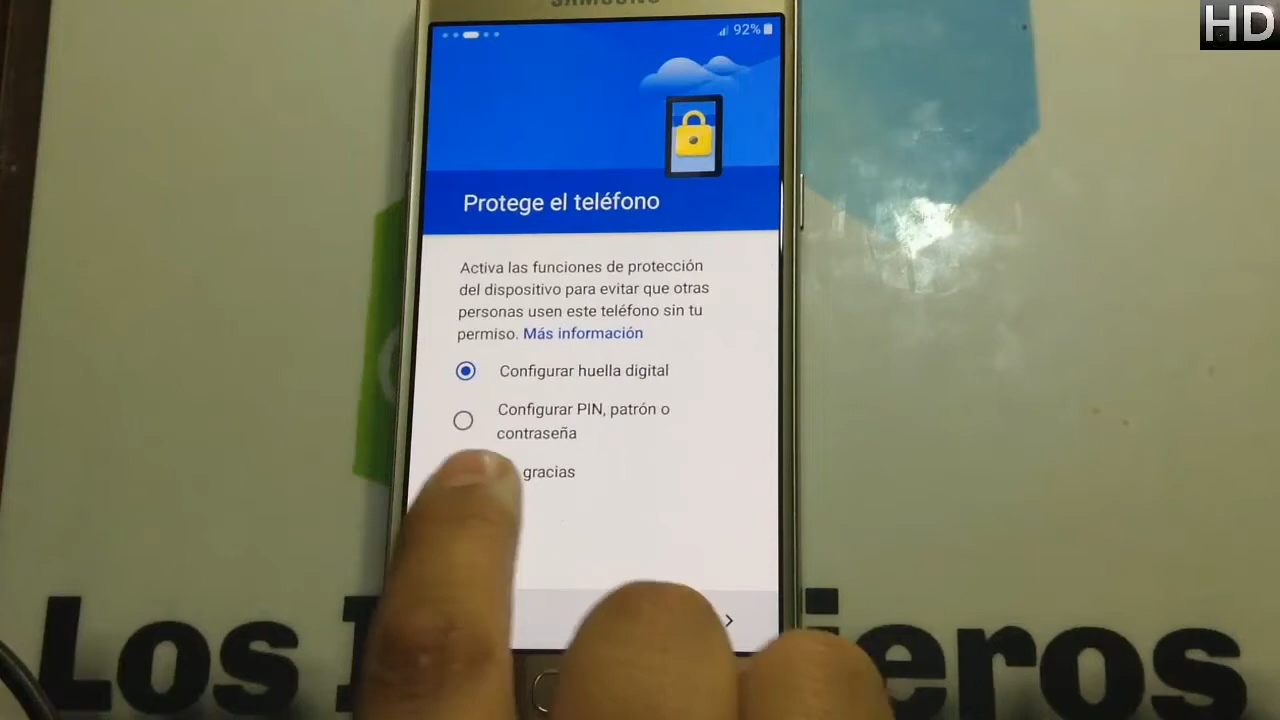 HD
SAMSUNG
92%
Protege el teléfono
Activa las funciones de protección
del dispositivo para evitar que otras
personas usen este teléfono sin tu
permiso. Más información
Configurar huella digital
Configurar PIN, patrón o
contraseña
gracias
Los